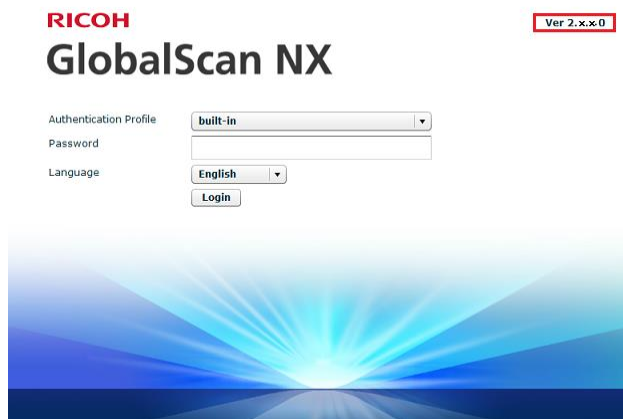 RICOH
Ver 2.x.x.0
GlobalScan NX
Authentication Profile
built-in
Password
Language
English
Login